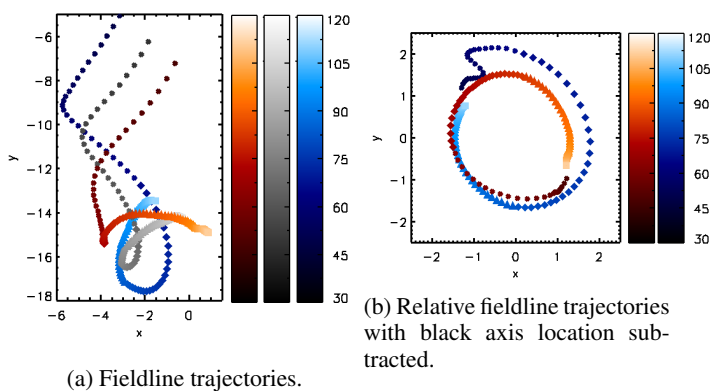 (a)
−6
−8
−10
−12
−14
−16
−18
y
−6 −4 −2 0
x
120
105
90
75
60
45
30
(b)
2
1
0
−1
−2
y
−2 −1 0 1 2
x
120
105
90
75
60
45
30
(a) Fieldline trajectories.
(b) Relative fieldline trajectories
with black axis location sub-
tracted.